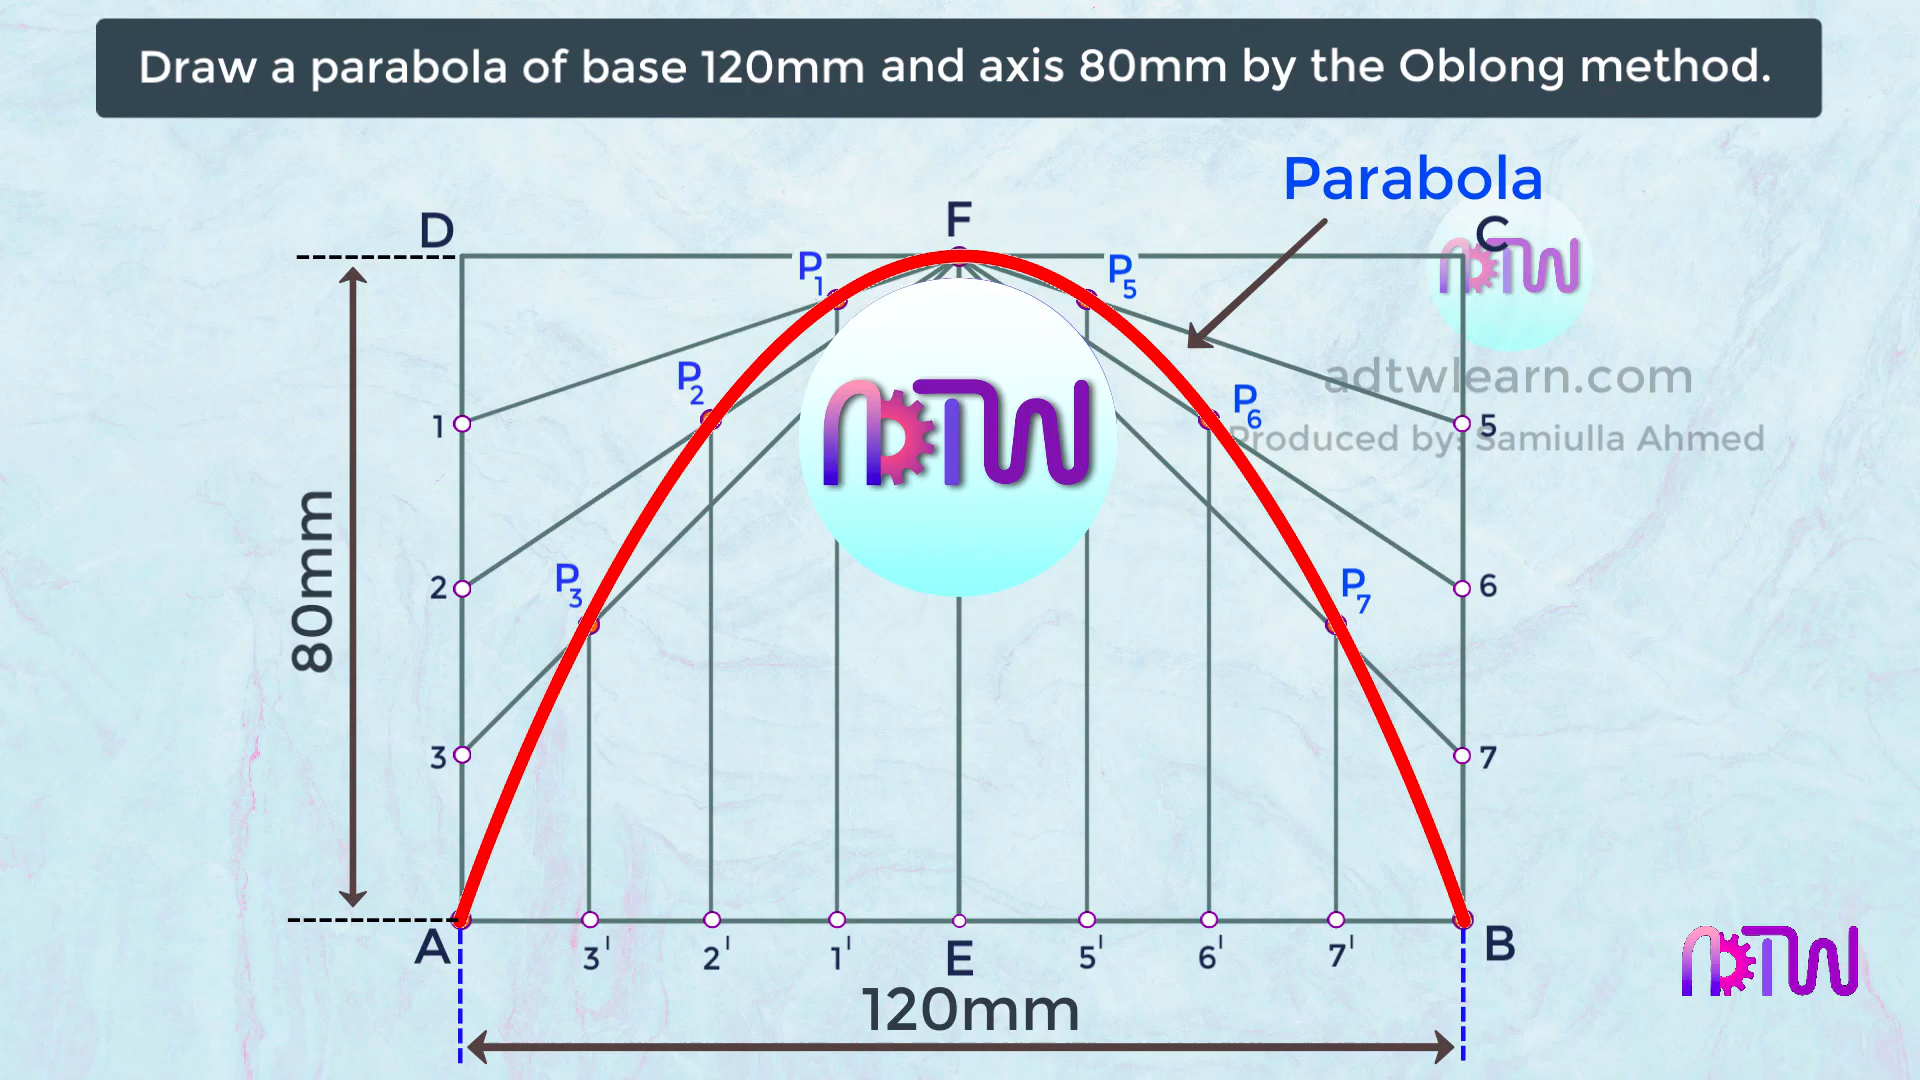 Draw a parabola of base 120mm and axis 80mm by the Oblong method.
Parabola
D
F
C
P1
P5
P2
P6
adtwlearn.com
1
5
Produced by: Samiulla Ahmed
80mm
P3
P7
2
6
3
7
A
3'
2'
1'
E
5'
6'
7'
B
120mm